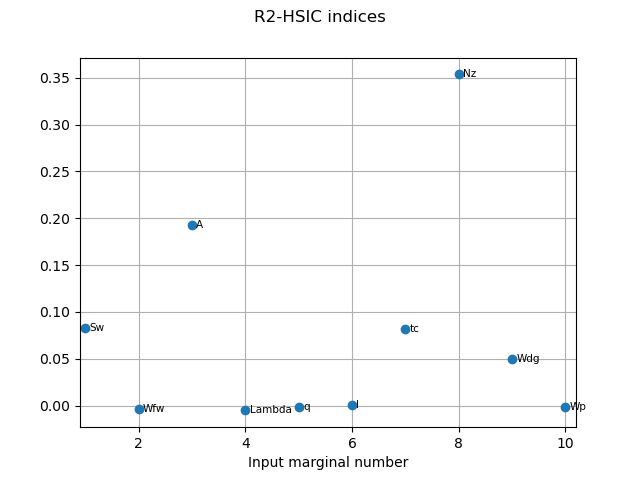 R2-HSIC indices
0.35
0.30
0.25
0.20
0.15
0.10
0.05
0.00
Nz
A
Sw
tc
Wdg
Wfw
Lambda
q
l
Wp
2
4
6
8
10
Input marginal number